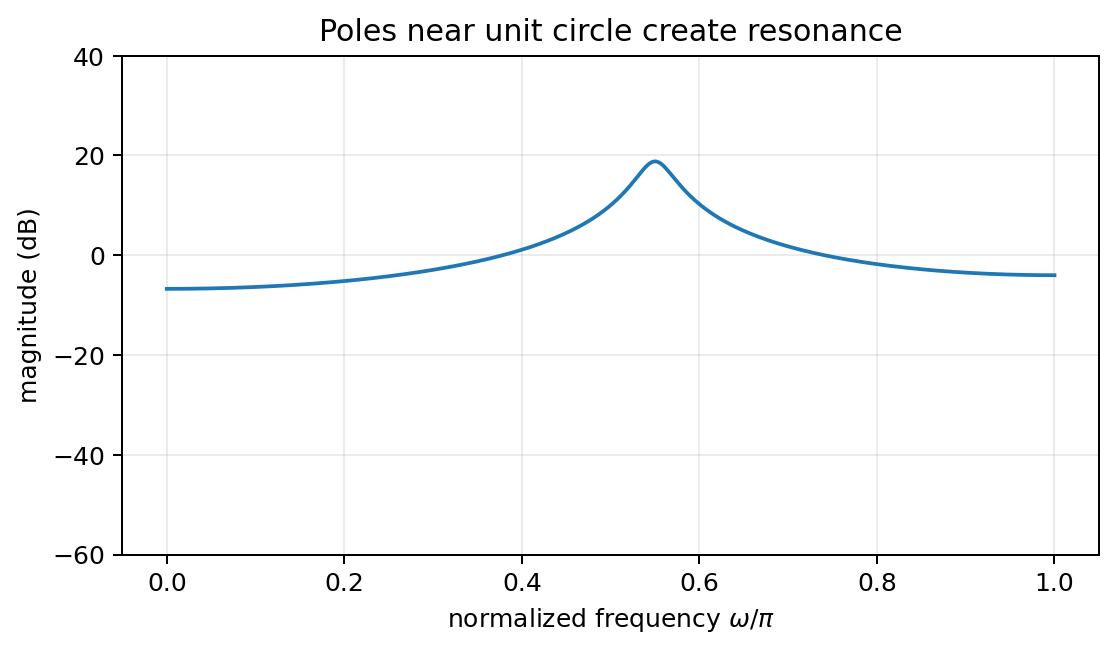 Poles near unit circle create resonance
40
20
0
−20
−40
−60
magnitude (dB)
0.0 0.2 0.4 0.6 0.8 1.0
normalized frequency ω/π